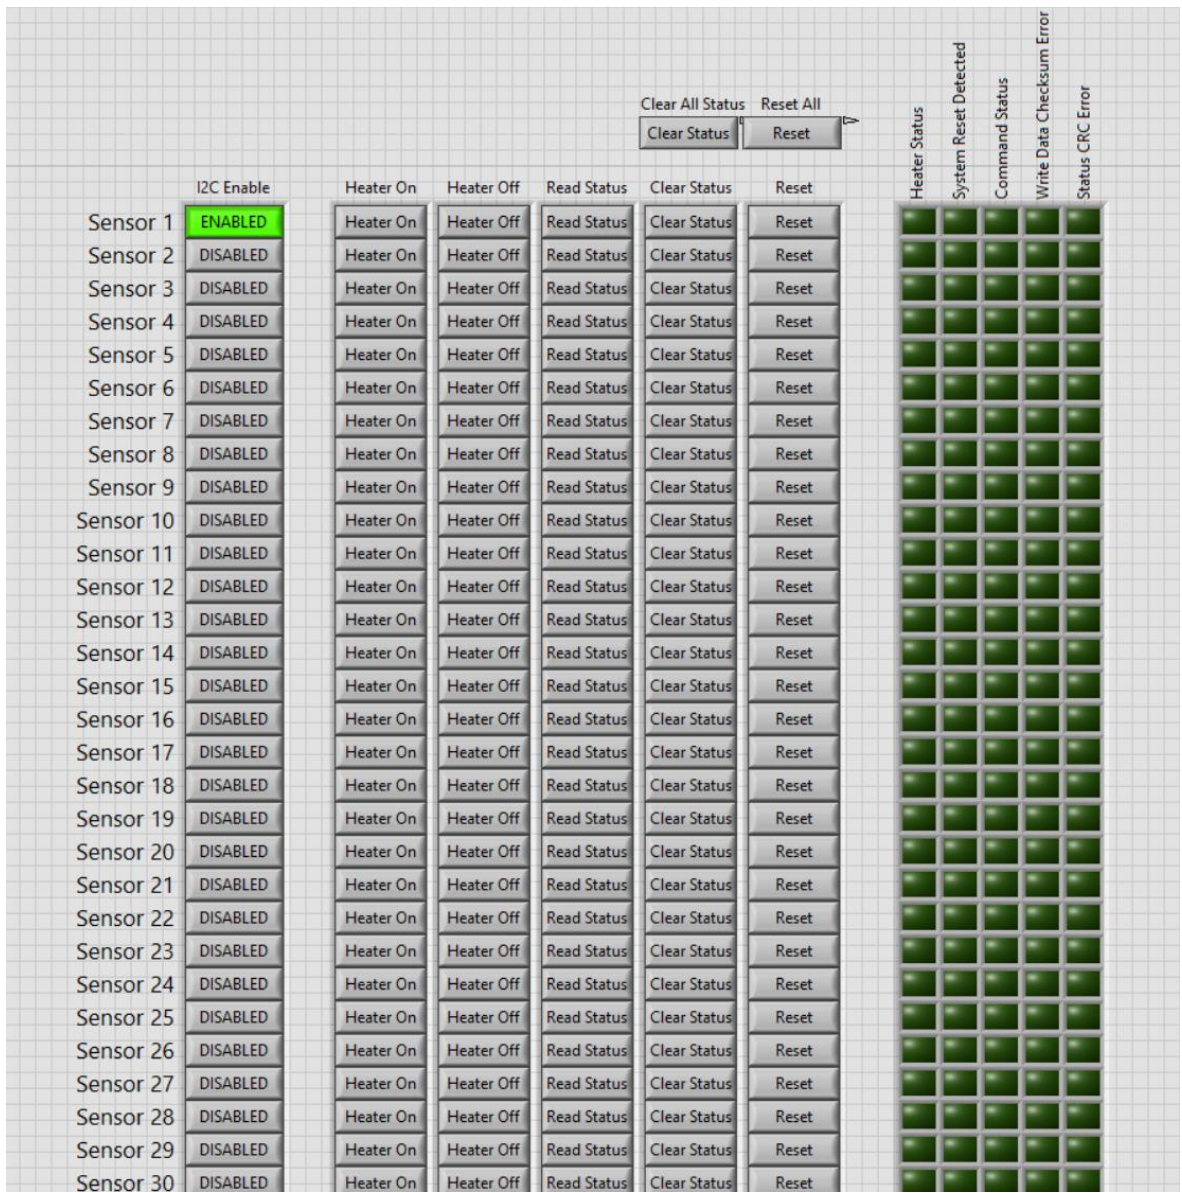 Clear All Status Reset All
Clear Status Reset
Heater Status System Reset Detected Command Status Write Data Checksum Error Status CRC Error
I2C Enable Heater On Heater Off Read Status Clear Status Reset
Sensor 1 ENABLED Heater On Heater Off Read Status Clear Status Reset
Sensor 2 DISABLED Heater On Heater Off Read Status Clear Status Reset
Sensor 3 DISABLED Heater On Heater Off Read Status Clear Status Reset
Sensor 4 DISABLED Heater On Heater Off Read Status Clear Status Reset
Sensor 5 DISABLED Heater On Heater Off Read Status Clear Status Reset
Sensor 6 DISABLED Heater On Heater Off Read Status Clear Status Reset
Sensor 7 DISABLED Heater On Heater Off Read Status Clear Status Reset
Sensor 8 DISABLED Heater On Heater Off Read Status Clear Status Reset
Sensor 9 DISABLED Heater On Heater Off Read Status Clear Status Reset
Sensor 10 DISABLED Heater On Heater Off Read Status Clear Status Reset
Sensor 11 DISABLED Heater On Heater Off Read Status Clear Status Reset
Sensor 12 DISABLED Heater On Heater Off Read Status Clear Status Reset
Sensor 13 DISABLED Heater On Heater Off Read Status Clear Status Reset
Sensor 14 DISABLED Heater On Heater Off Read Status Clear Status Reset
Sensor 15 DISABLED Heater On Heater Off Read Status Clear Status Reset
Sensor 16 DISABLED Heater On Heater Off Read Status Clear Status Reset
Sensor 17 DISABLED Heater On Heater Off Read Status Clear Status Reset
Sensor 18 DISABLED Heater On Heater Off Read Status Clear Status Reset
Sensor 19 DISABLED Heater On Heater Off Read Status Clear Status Reset
Sensor 20 DISABLED Heater On Heater Off Read Status Clear Status Reset
Sensor 21 DISABLED Heater On Heater Off Read Status Clear Status Reset
Sensor 22 DISABLED Heater On Heater Off Read Status Clear Status Reset
Sensor 23 DISABLED Heater On Heater Off Read Status Clear Status Reset
Sensor 24 DISABLED Heater On Heater Off Read Status Clear Status Reset
Sensor 25 DISABLED Heater On Heater Off Read Status Clear Status Reset
Sensor 26 DISABLED Heater On Heater Off Read Status Clear Status Reset
Sensor 27 DISABLED Heater On Heater Off Read Status Clear Status Reset
Sensor 28 DISABLED Heater On Heater Off Read Status Clear Status Reset
Sensor 29 DISABLED Heater On Heater Off Read Status Clear Status Reset
Sensor 30 DISABLED Heater On Heater Off Read Status Clear Status Reset